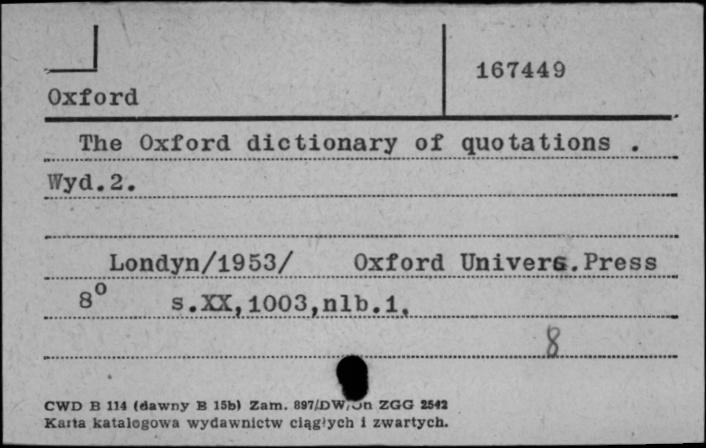 167449
Oxford
The Oxford dictionary of quotations .
Wyd.2.
Londyn/1953/ Oxford Univers.Press
8º s.XX,1003,nlb.1.
8
CWD B 114 (dawny B 15b) Zam. 897/DW/ ZGG 2542
Karta katalogowa wydawnictw ciągłych i zwartych.